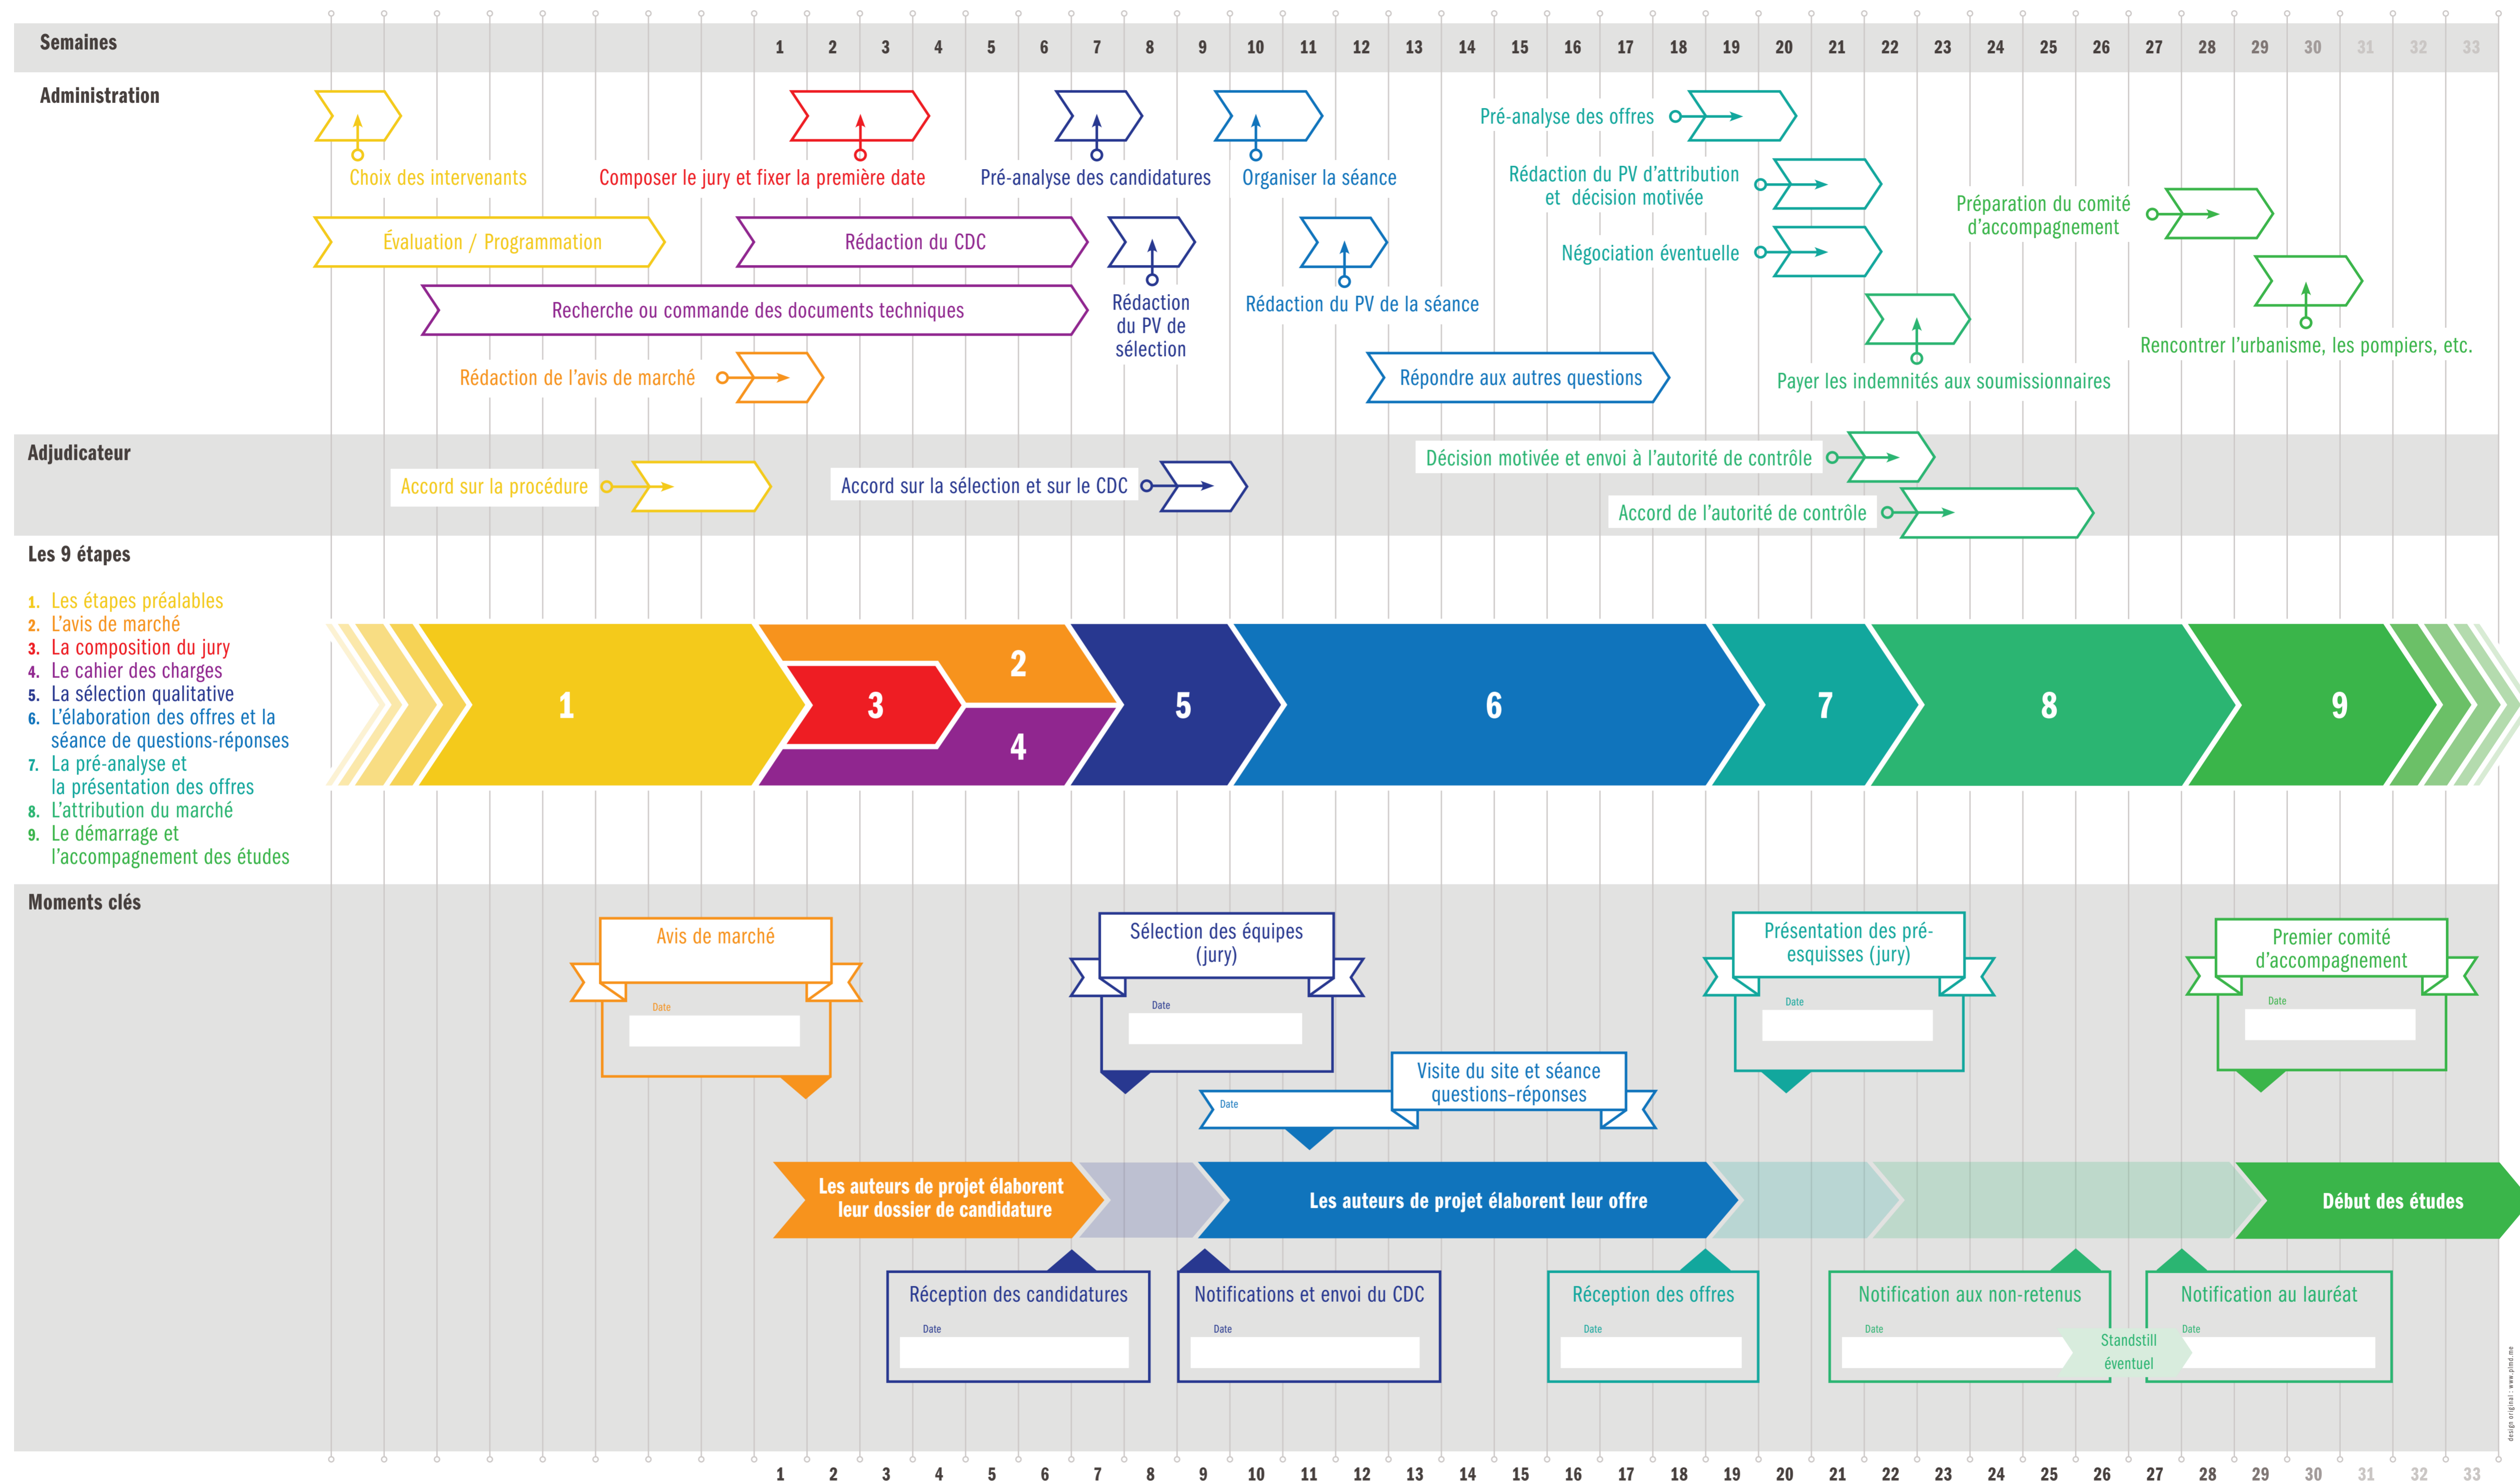 Semaines
1 2 3 4 5 6 7 8 9 10 11 12 13 14 15 16 17 18 19 20 21 22 23 24 25 26 27 28 29 30 31 32 33
Administration
Choix des intervenants
Composer le jury et fixer la première date
Pré-analyse des candidatures
Organiser la séance
Pré-analyse des offres
Rédaction du PV d’attribution
et décision motivée
Préparation du comité
d’accompagnement
Évaluation / Programmation
Rédaction du CDC
Négociation éventuelle
Recherche ou commande des documents techniques
Rédaction
du PV de
sélection
Rédaction du PV de la séance
Rencontrer l’urbanisme, les pompiers, etc.
Rédaction de l’avis de marché
Répondre aux autres questions
Payer les indemnités aux soumissionnaires
Adjudicateur
Accord sur la procédure
Accord sur la sélection et sur le CDC
Décision motivée et envoi à l’autorité de contrôle
Accord de l’autorité de contrôle
Les 9 étapes
1. Les étapes préalables
2. L’avis de marché
3. La composition du jury
4. Le cahier des charges
5. La sélection qualitative
6. L’élaboration des offres et la
séance de questions-réponses
7. La pré-analyse et
la présentation des offres
8. L’attribution du marché
9. Le démarrage et
l’accompagnement des études
1
2
3
4
5
6
7
8
9
Moments clés
Avis de marché
Date
Sélection des équipes
(jury)
Date
Présentation des pré-
esquisses (jury)
Date
Premier comité
d’accompagnement
Date
Visite du site et séance
questions–réponses
Date
Les auteurs de projet élaborent
leur dossier de candidature
Les auteurs de projet élaborent leur offre
Début des études
Réception des candidatures
Date
Notifications et envoi du CDC
Date
Réception des offres
Date
Notification aux non-retenus
Date
Standstill
éventuel
Notification au lauréat
Date
design original : www.pimd.me
1 2 3 4 5 6 7 8 9 10 11 12 13 14 15 16 17 18 19 20 21 22 23 24 25 26 27 28 29 30 31 32 33